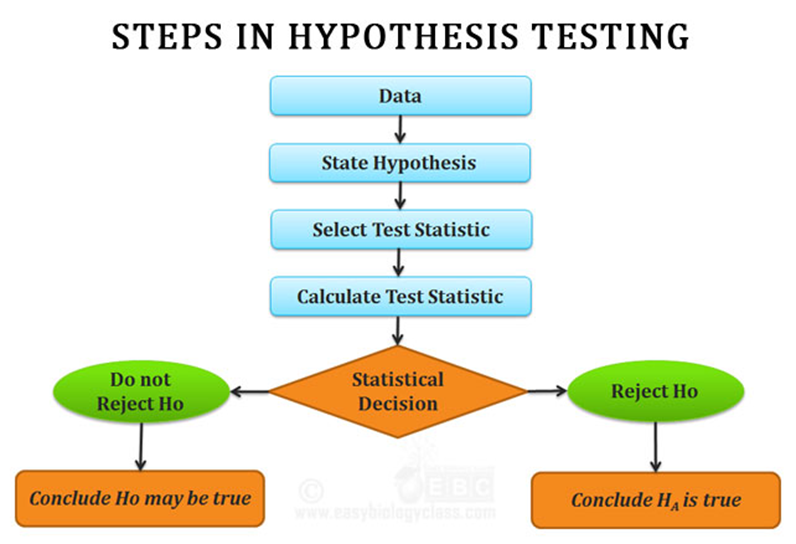 STEPS IN HYPOTHESIS TESTING
Data
State Hypothesis
Select Test Statistic
Calculate Test Statistic
Statistical
Decision
Do not
Reject Ho
Reject Ho
Conclude Ho may be true
Conclude HA is true
© EBC
www.easybiologyclass.com